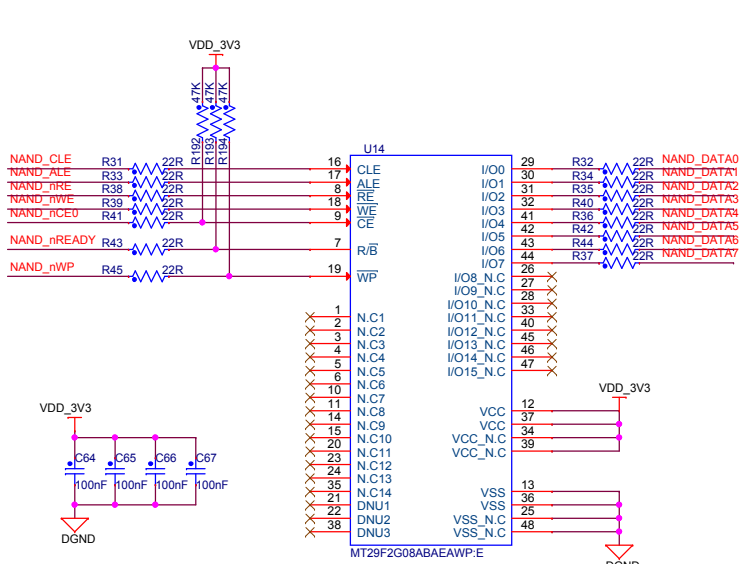 VDD_3V3
47K
47K
47K
R192
R193
R194
U14
NAND_CLE R31 22R 16 CLE
NAND_ALE R33 22R 17 ALE
NAND_nRE R38 22R 8 RE
NAND_nWE R39 22R 18 WE
NAND_nCE0 R41 22R 9 CE
NAND_nREADY R43 22R 7 R/B
NAND_nWP R45 22R 19 WP
I/O0 29 R32 22R NAND_DATA0
I/O1 30 R34 22R NAND_DATA1
I/O2 31 R35 22R NAND_DATA2
I/O3 32 R40 22R NAND_DATA3
I/O4 41 R36 22R NAND_DATA4
I/O5 42 R42 22R NAND_DATA5
I/O6 43 R44 22R NAND_DATA6
I/O7 44 R37 22R NAND_DATA7
I/O8_N.C 26
I/O9_N.C 27
I/O10_N.C 28
I/O11_N.C 33
I/O12_N.C 40
I/O13_N.C 45
I/O14_N.C 46
I/O15_N.C 47
1 N.C1
2 N.C2
3 N.C3
4 N.C4
5 N.C5
6 N.C6
10 N.C7
11 N.C8
14 N.C9
15 N.C10
20 N.C11
23 N.C12
24 N.C13
35 N.C14
21 DNU1
22 DNU2
38 DNU3
VDD_3V3
VCC 12
VCC 37
VCC_N.C 34
VCC_N.C 39
VSS 13
VSS 36
VSS_N.C 25
VSS_N.C 48
DGND
MT29F2G08ABAEAWP:E
VDD_3V3
C64 C65 C66 C67
100nF 100nF 100nF 100nF
DGND